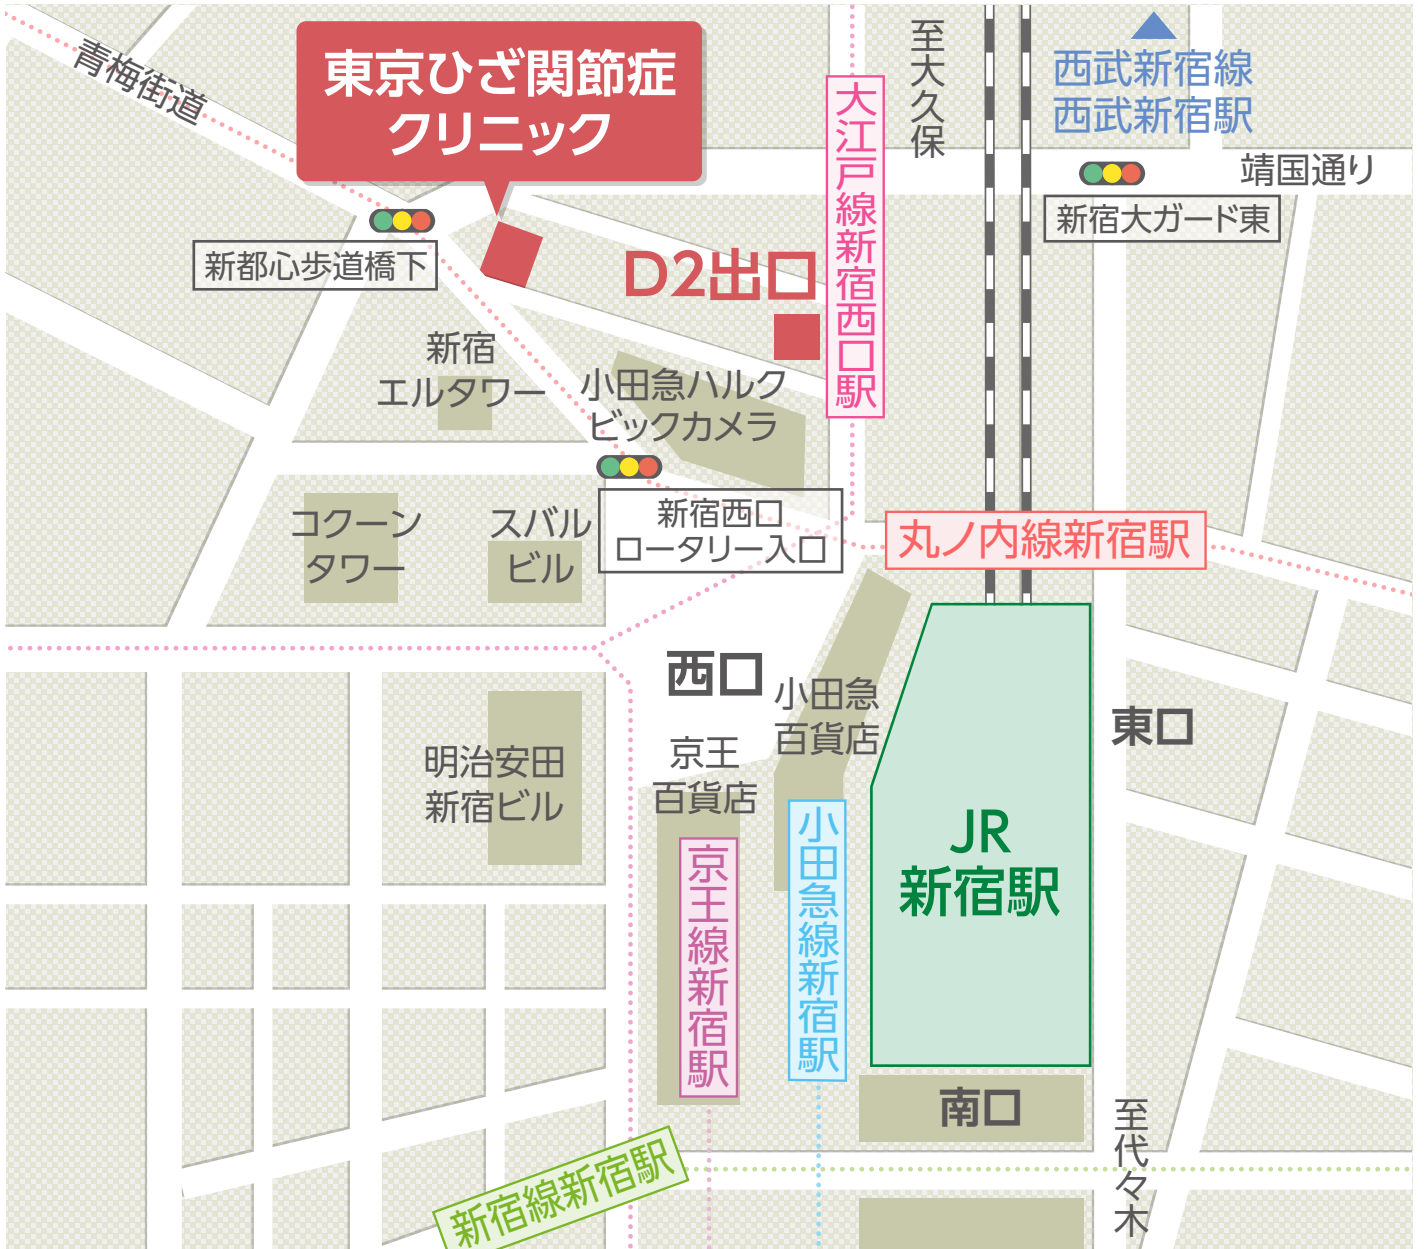 青梅街道
東京ひざ関節症
クリニック
至大久保
西武新宿線
西武新宿駅
大江戸線新宿西口駅
靖国通り
新宿大ガード東
新都心歩道橋下
D2出口
新宿
エルタワー
小田急ハルク
ビックカメラ
コクーン
タワー
スバル
ビル
新宿西口
ロータリー入口
丸ノ内線新宿駅
西口
小田急
百貨店
東口
京王
百貨店
明治安田
新宿ビル
JR
新宿駅
京王線新宿駅
小田急線新宿駅
南口
至代々木
新宿線新宿駅